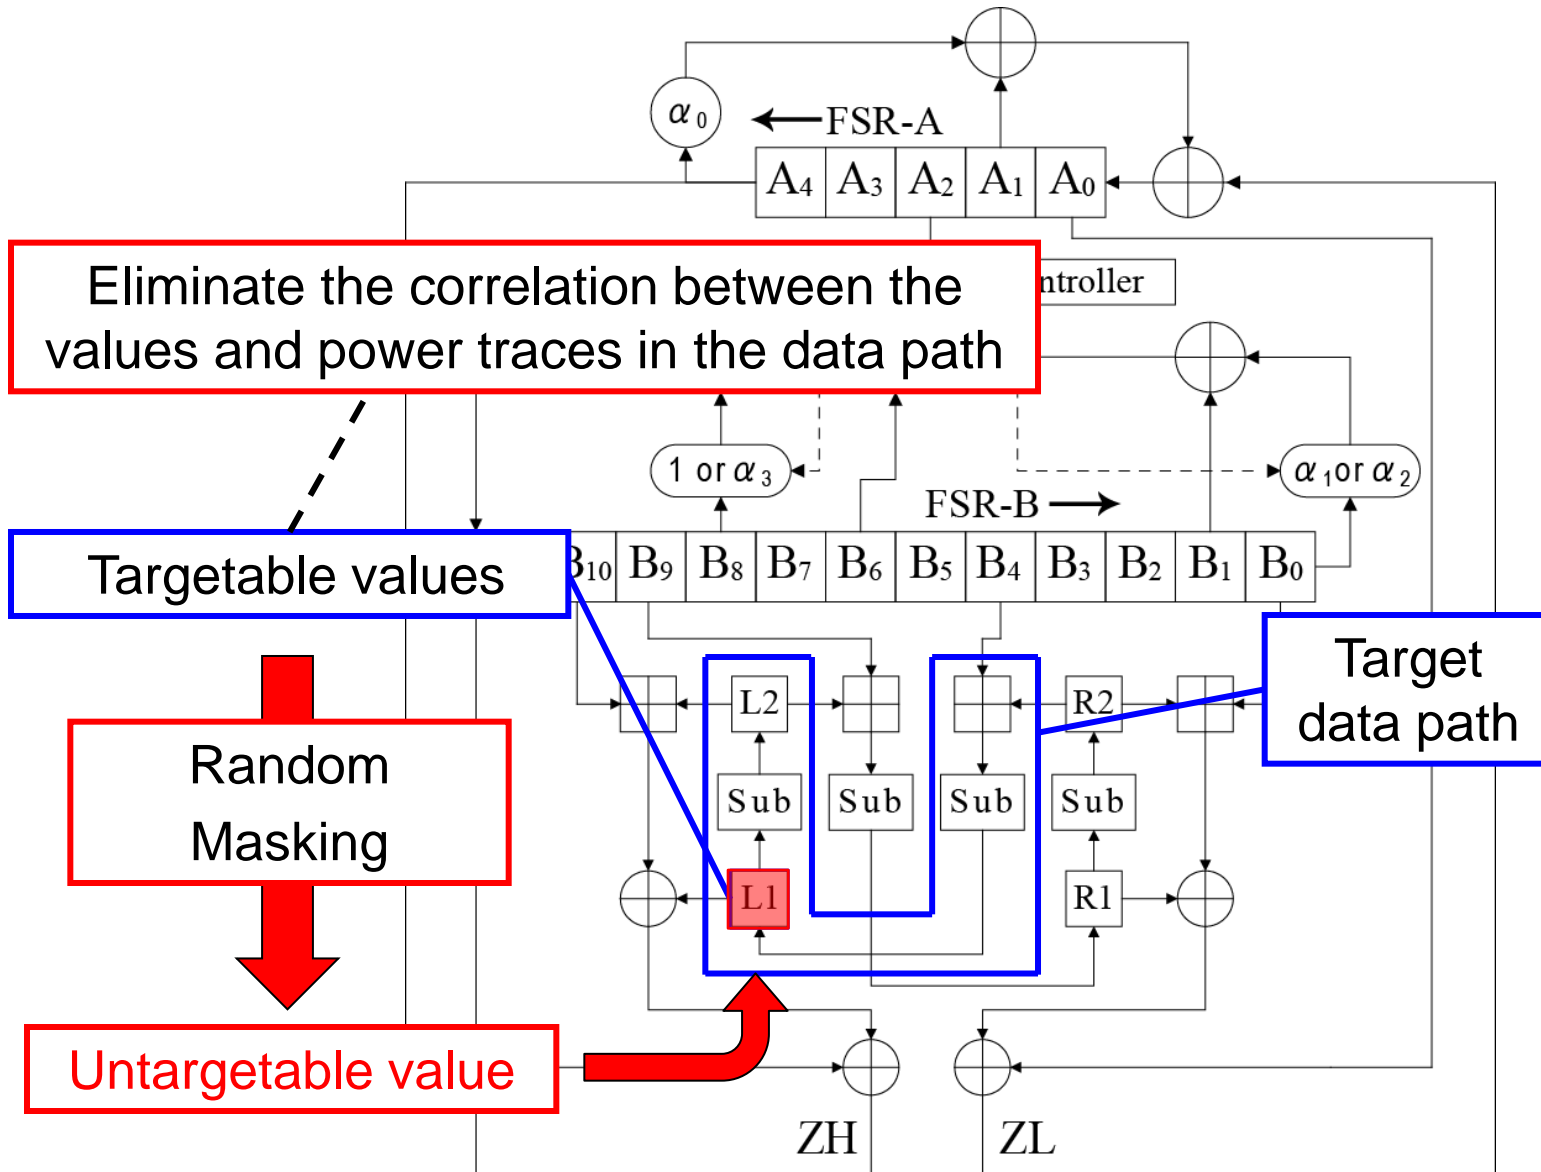 α₀
←FSR-A
A₄ A₃ A₂ A₁ A₀
Eliminate the correlation between the
values and power traces in the data path
ntroller
1 or α₃
α₁or α₂
FSR-B→
Targetable values
B₁₀ B₉ B₈ B₇ B₆ B₅ B₄ B₃ B₂ B₁ B₀
Target
data path
L2
R2
Random
Masking
Sub Sub Sub Sub
L1
R1
Untargetable value
ZH ZL